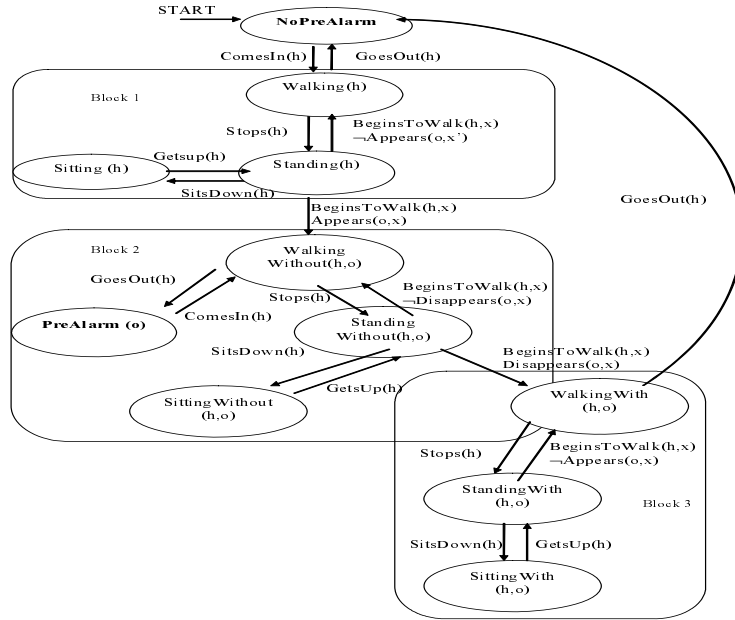 START
NoPreAlarm
ComesIn(h)
GoesOut(h)
Block 1
Walking(h)
Stops(h)
BeginsToWalk(h,x)
¬Appears(o,x')
Getsup(h)
Sitting (h)
Standing(h)
SitsDown(h)
GoesOut(h)
BeginsToWalk(h,x)
Appears(o,x)
Block 2
Walking
Without(h,o)
GoesOut(h)
Stops(h)
BeginsToWalk(h,x)
¬Disappears(o,x)
ComesIn(h)
PreAlarm (o)
Standing
Without(h,o)
SitsDown(h)
BeginsToWalk(h,x)
Disappears(o,x)
GetsUp(h)
SittingWithout
(h,o)
WalkingWith
(h,o)
Stops(h)
BeginsToWalk(h,x)
¬Appears(o,x)
StandingWith
(h,o)
Block 3
SitsDown(h)
GetsUp(h)
SittingWith
(h,o)